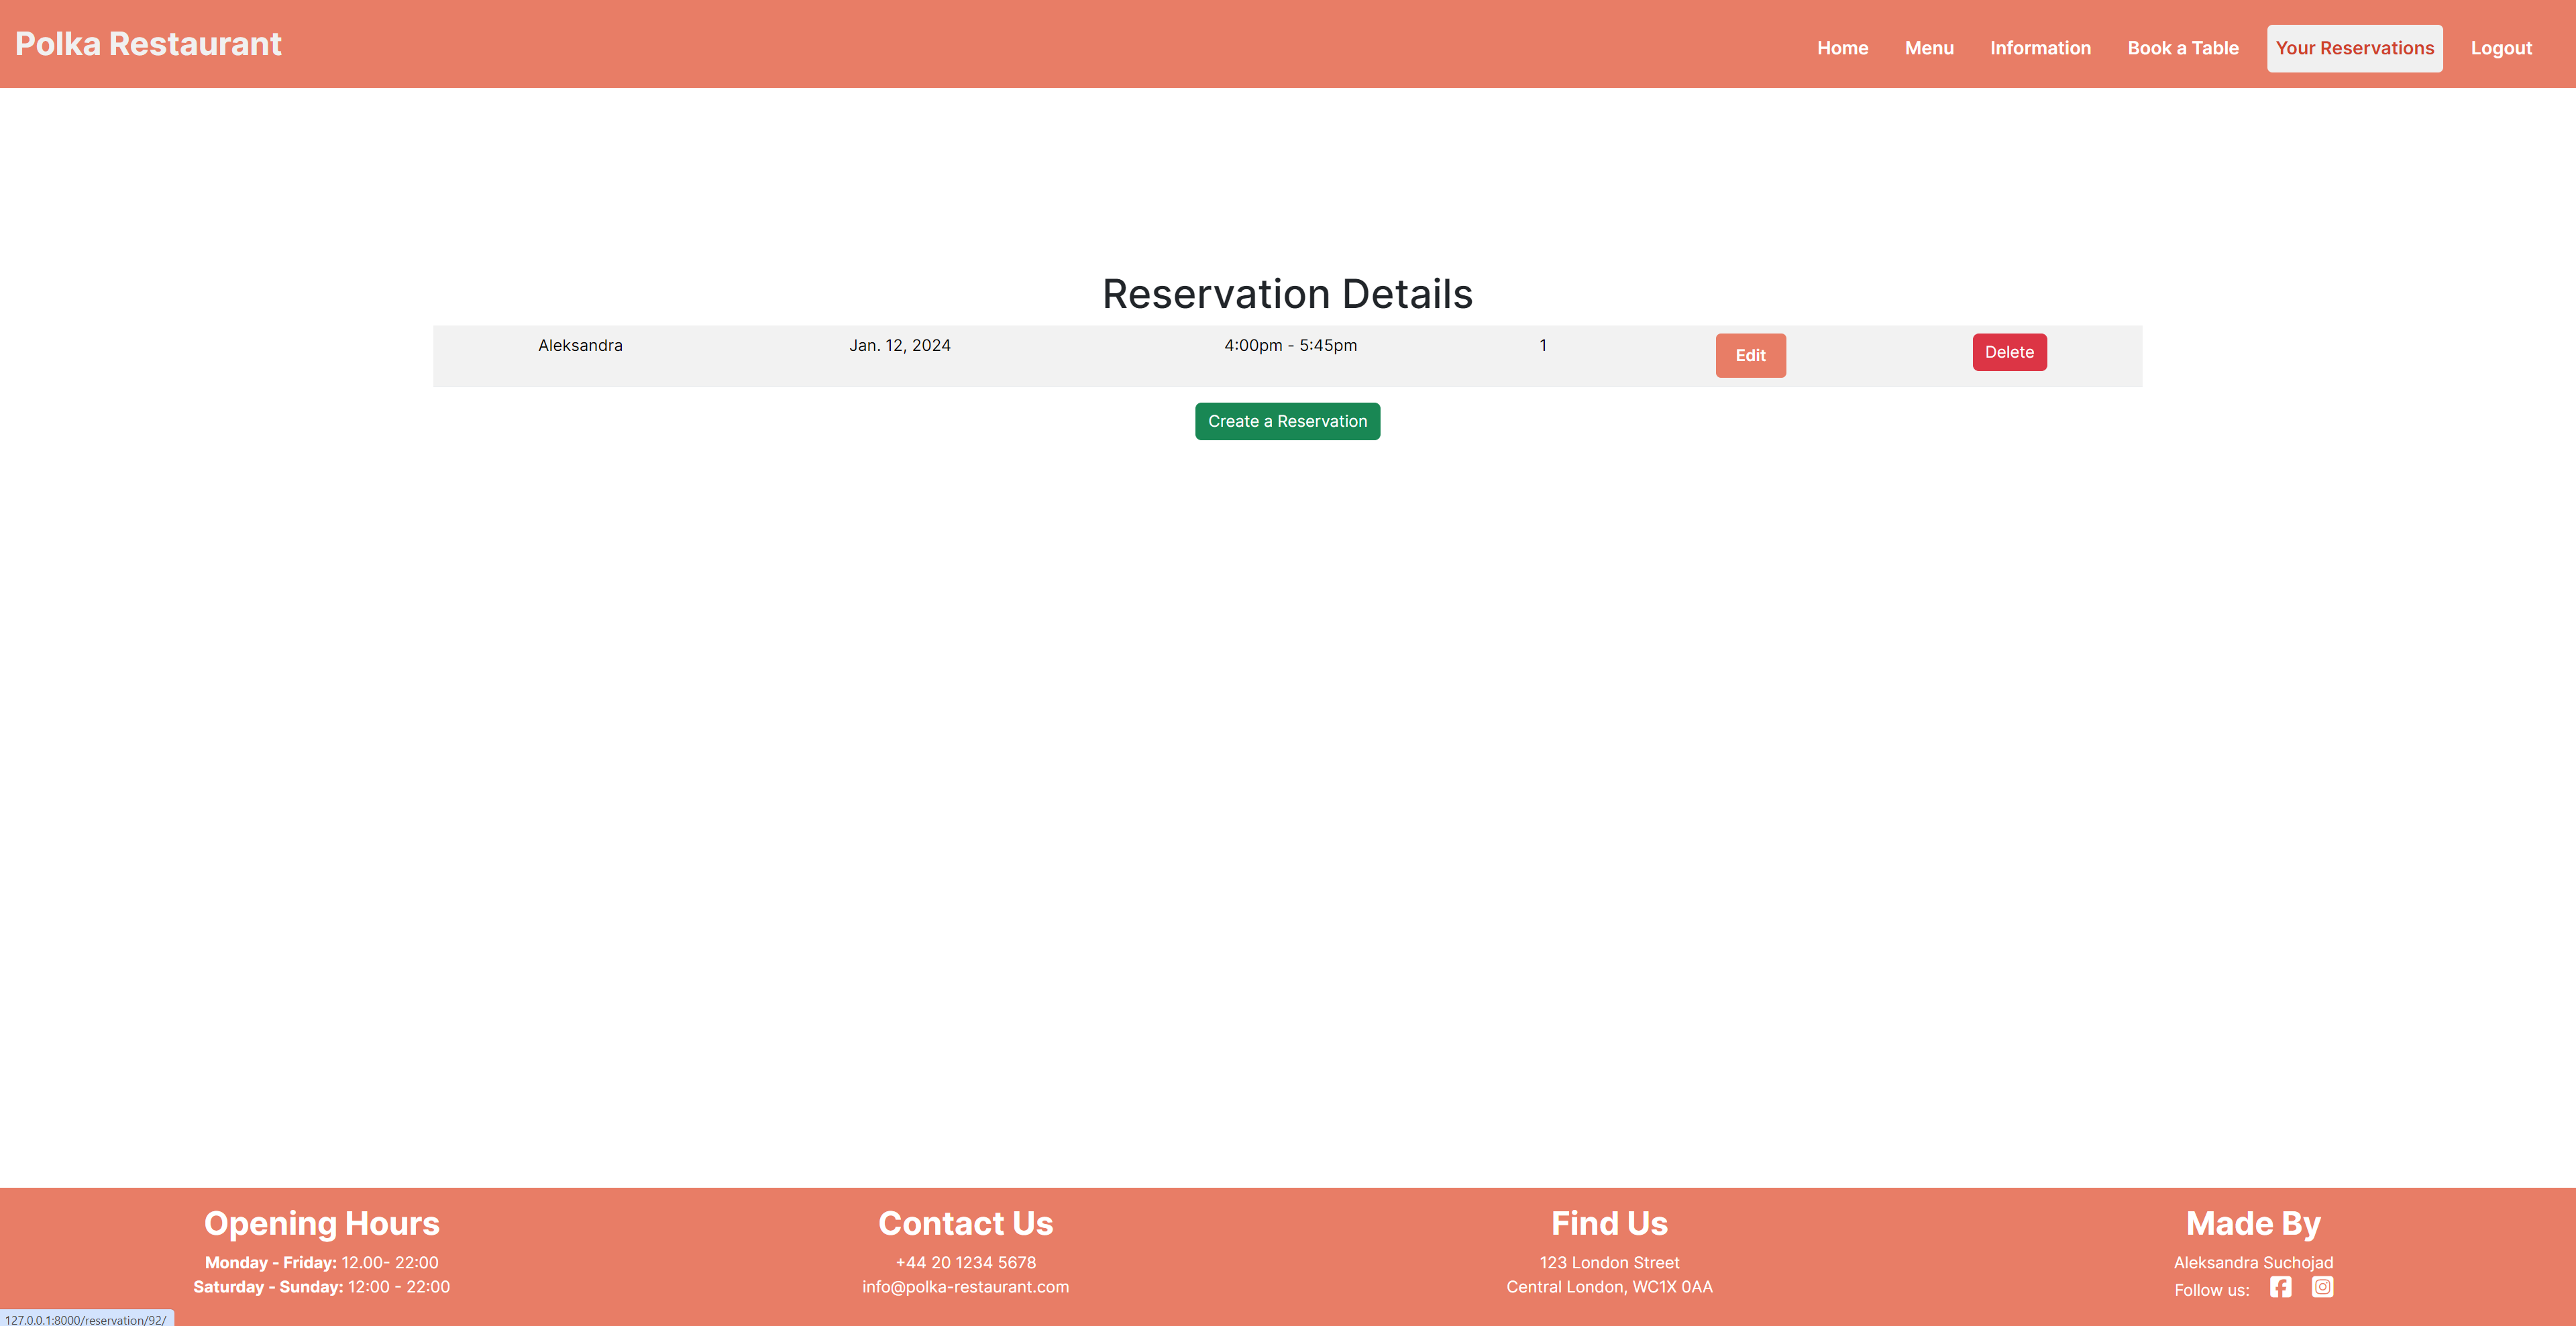 Polka Restaurant
Home Menu Information Book a Table Your Reservations Logout
Reservation Details
Aleksandra Jan. 12, 2024 4:00pm - 5:45pm 1 Edit Delete
Create a Reservation
Opening Hours
Monday - Friday: 12.00- 22:00
Saturday - Sunday: 12:00 - 22:00
Contact Us
+44 20 1234 5678
info@polka-restaurant.com
Find Us
123 London Street
Central London, WC1X 0AA
Made By
Aleksandra Suchojad
Follow us:
127.0.0.1:8000/reservation/92/